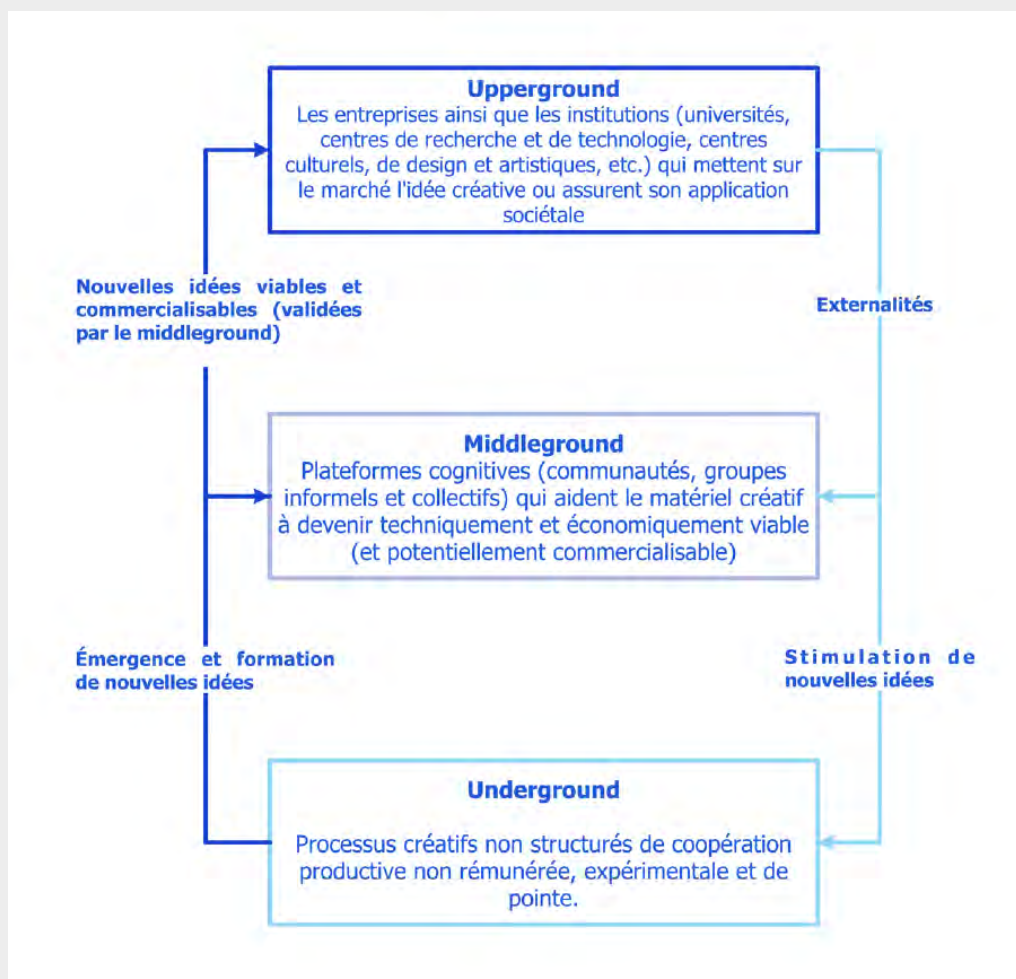 Upperground
Les entreprises ainsi que les institutions (universités,
centres de recherche et de technologie, centres
culturels, de design et artistiques, etc.) qui mettent sur
le marché l'idée créative ou assurent son application
sociétale
Nouvelles idées viables et
commercialisables (validées
par le middleground)
Externalités
Middleground
Plateformes cognitives (communautés, groupes
informels et collectifs) qui aident le matériel créatif
à devenir techniquement et économiquement viable
(et potentiellement commercialisable)
Émergence et formation
de nouvelles idées
Stimulation de
nouvelles idées
Underground
Processus créatifs non structurés de coopération
productive non rémunérée, expérimentale et de
pointe.